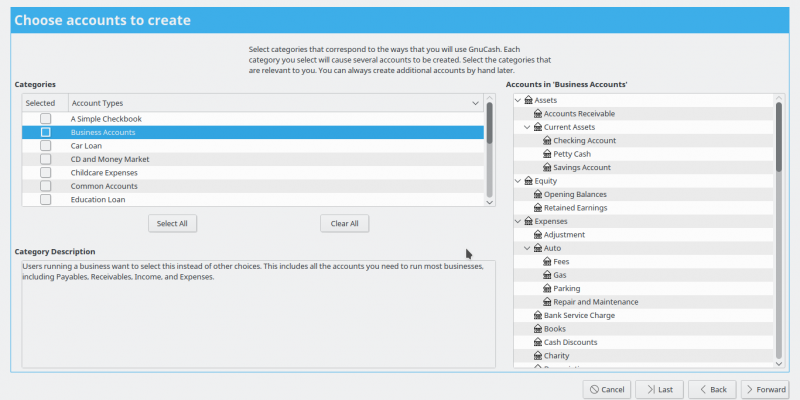 Choose accounts to create
Select categories that correspond to the ways that you will use GnuCash. Each
category you select will cause several accounts to be created. Select the categories that
are relevant to you. You can always create additional accounts by hand later.
Categories
Selected Account Types
A Simple Checkbook
Business Accounts
Car Loan
CD and Money Market
Childcare Expenses
Common Accounts
Education Loan
Select All Clear All
Category Description
Users running a business want to select this instead of other choices. This includes all the accounts you need to run most businesses,
including Payables, Receivables, Income, and Expenses.
Accounts in 'Business Accounts'
Assets
Accounts Receivable
Current Assets
Checking Account
Petty Cash
Savings Account
Equity
Opening Balances
Retained Earnings
Expenses
Adjustment
Auto
Fees
Gas
Parking
Repair and Maintenance
Bank Service Charge
Books
Cash Discounts
Charity
Cancel Last Back Forward